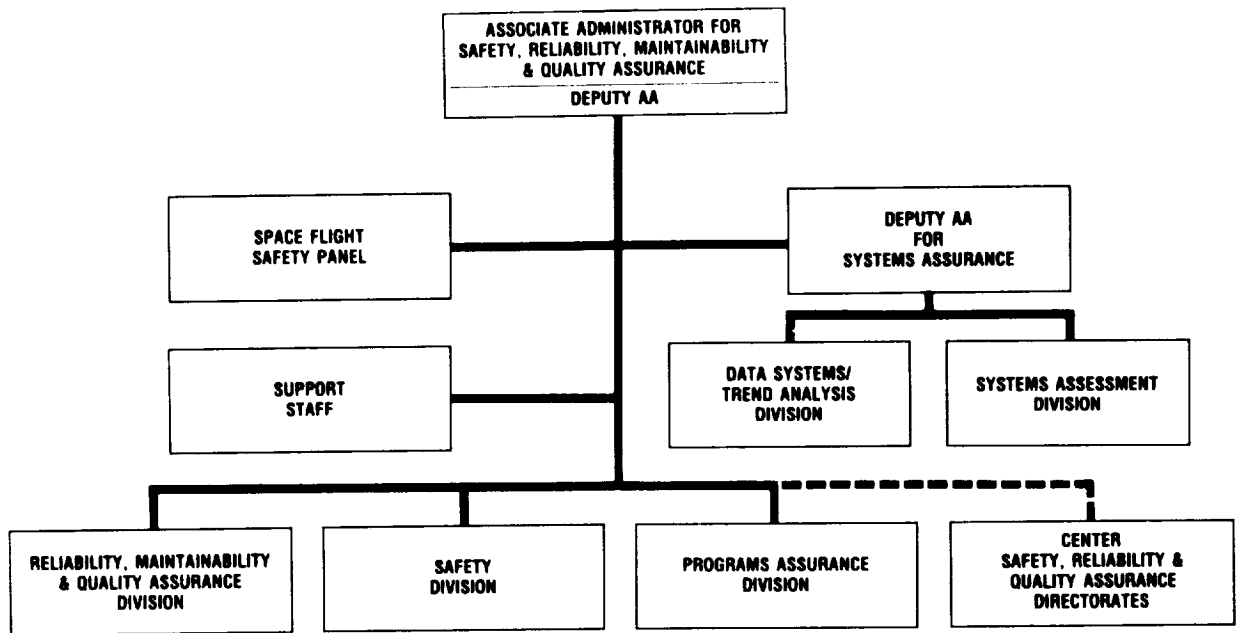 ASSOCIATE ADMINISTRATOR FOR
SAFETY, RELIABILITY, MAINTAINABILITY
& QUALITY ASSURANCE
DEPUTY AA
SPACE FLIGHT
SAFETY PANEL
DEPUTY AA
FOR
SYSTEMS ASSURANCE
SUPPORT
STAFF
DATA SYSTEMS/
TREND ANALYSIS
DIVISION
SYSTEMS ASSESSMENT
DIVISION
RELIABILITY, MAINTAINABILITY
& QUALITY ASSURANCE
DIVISION
SAFETY
DIVISION
PROGRAMS ASSURANCE
DIVISION
CENTER
SAFETY, RELIABILITY &
QUALITY ASSURANCE
DIRECTORATES